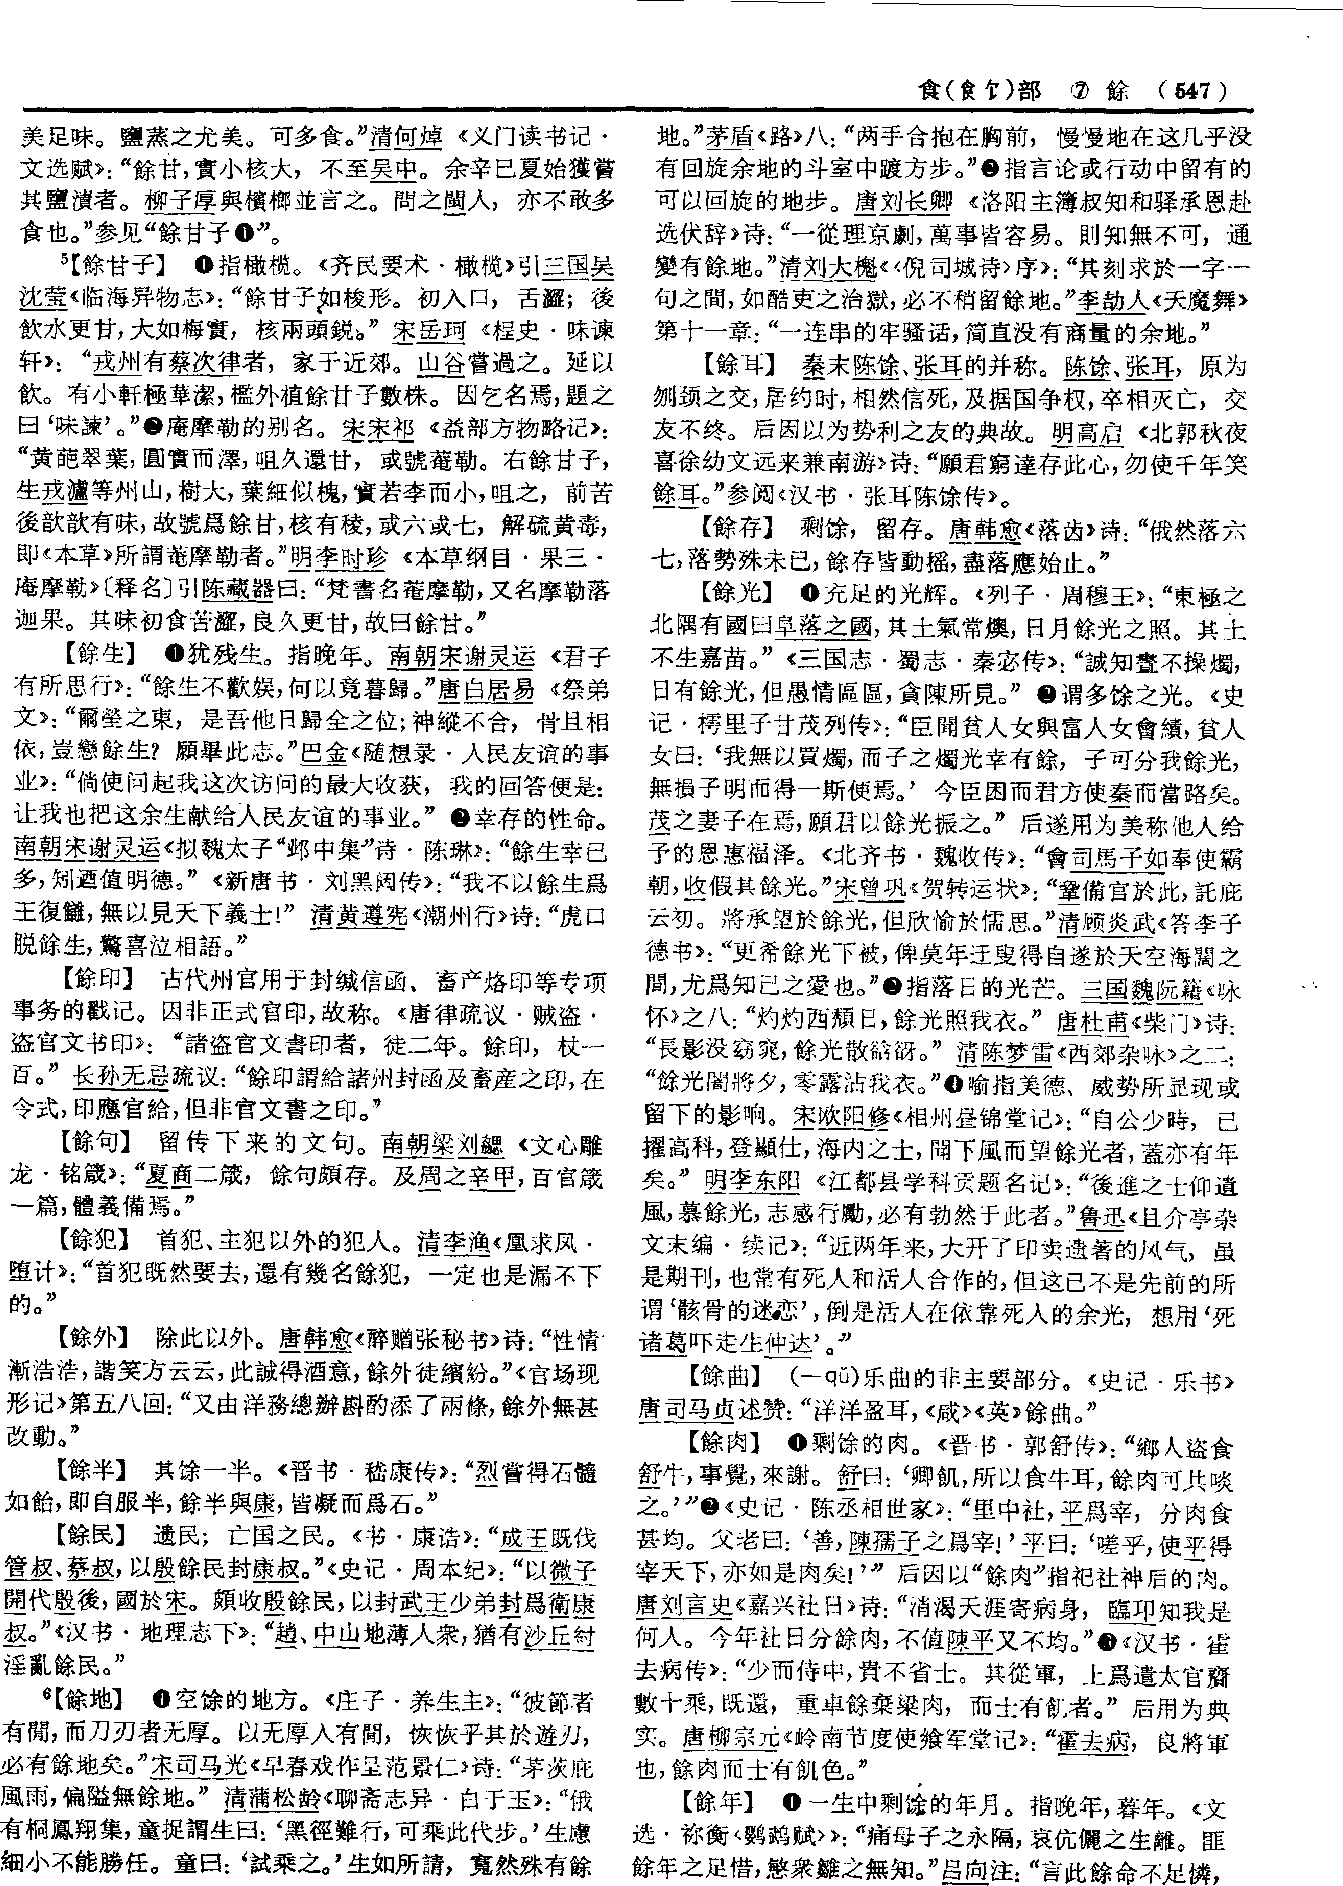 食(飠饣)部　⑦　餘　(547)
美足味。鹽蒸之尤美。可多食。”清何焯《义门读书记·
文选赋》：“餘甘，實小核大，不至吴中。余辛巳夏始獲嘗
其鹽漬者。柳子厚與檳榔並言之。問之閩人，亦不敢多
食也。”参见“餘甘子❶”。
5【餘甘子】　❶指橄榄。《齐民要术·橄榄》引三国吴
沈莹《临海异物志》：“餘甘子如梭形。初入口，舌澀；後
飲水更甘，大如梅實，核兩頭鋭。”宋岳珂《桯史·味谏
轩》：“戎州有蔡次律者，家于近郊。山谷嘗過之。延以
飲。有小軒極華潔，檻外植餘甘子數株。因乞名焉，題之
曰‘味諫’。”❷庵摩勒的别名。宋宋祁《益部方物略记》：
“黄葩翠葉，圓實而澤，咀久還甘，或號菴勒。右餘甘子，
生戎瀘等州山，樹大，葉細似槐，實若李而小，咀之，前苦
後歆歆有味，故號爲餘甘，核有稜，或六或七，解硫黄毒，
即《本草》所謂菴摩勒者。”明李时珍《本草纲目·果三·
庵摩勒》〔释名〕引陈藏器曰：“梵書名菴摩勒，又名摩勒落
迦果。其味初食苦澀，良久更甘，故曰餘甘。”
【餘生】　❶犹残生。指晚年。南朝宋谢灵运《君子
有所思行》：“餘生不歡娱，何以竟暮歸。”唐白居易《祭弟
文》：“爾塋之東，是吾他日歸全之位；神縱不合，骨且相
依，豈戀餘生？願畢此志。”巴金《随想录·人民友谊的事
业》：“倘使问起我这次访问的最大收获，我的回答便是：
让我也把这余生献给人民友谊的事业。”❷幸存的性命。
南朝宋谢灵运《拟魏太子“邺中集”诗·陈琳》：“餘生幸已
多，矧迺值明德。”《新唐书·刘黑闼传》：“我不以餘生爲
王復讎，無以見天下義士！”清黄遵宪《潮州行》诗：“虎口
脱餘生，驚喜泣相語。”
【餘印】　古代州官用于封缄信函、畜产烙印等专项
事务的戳记。因非正式官印，故称。《唐律疏议·贼盗·
盗官文书印》：“諸盗官文書印者，徒二年。餘印，杖一
百。”长孙无忌疏议：“餘印謂給諸州封函及畜産之印，在
令式，印應官給，但非官文書之印。”
【餘句】　留传下来的文句。南朝梁刘勰《文心雕
龙·铭箴》：“夏商二箴，餘句頗存。及周之辛甲，百官箴
一篇，體義備焉。”
【餘犯】　首犯、主犯以外的犯人。清李渔《凰求凤·
堕计》：“首犯既然要去，還有幾名餘犯，一定也是漏不下
的。”
【餘外】　除此以外。唐韩愈《醉赠张秘书》诗：“性情
漸浩浩，諧笑方云云，此誠得酒意，餘外徒繽紛。”《官场现
形记》第五八回：“又由洋務總辦斟酌添了兩條，餘外無甚
改動。”
【餘半】　其馀一半。《晋书·嵇康传》：“烈嘗得石髓
如飴，即自服半，餘半與康，皆凝而爲石。”
【餘民】　遗民；亡国之民。《书·康诰》：“成王既伐
管叔、蔡叔，以殷餘民封康叔。”《史记·周本纪》：“以微子
開代殷後，國於宋。頗收殷餘民，以封武王少弟封爲衛康
叔。”《汉书·地理志下》：“趙、中山地薄人衆，猶有沙丘紂
淫亂餘民。”
6【餘地】　❶空馀的地方。《庄子·养生主》：“彼節者
有閒，而刀刃者无厚。以无厚入有閒，恢恢乎其於遊刃，
必有餘地矣。”宋司马光《早春戏作呈范景仁》诗：“茅茨庇
風雨，偏隘無餘地。”清蒲松龄《聊斋志异·白于玉》：“俄
有桐鳳翔集，童捉謂生曰：‘黑徑難行，可乘此代步。’生慮
細小不能勝任。童曰：‘試乘之。’生如所請，寬然殊有餘
地。”茅盾《路》八：“两手合抱在胸前，慢慢地在这几乎没
有回旋余地的斗室中踱方步。”❷指言论或行动中留有的
可以回旋的地步。唐刘长卿《洛阳主簿叔知和驿承恩赴
选伏辞》诗：“一從理京劇，萬事皆容易。則知無不可，通
變有餘地。”清刘大櫆《〈倪司城诗〉序》：“其刻求於一字一
句之間，如酷吏之治獄，必不稍留餘地。”李劼人《天魔舞》
第十一章：“一连串的牢骚话，简直没有商量的余地。”
【餘耳】　秦末陈馀、张耳的并称。陈馀、张耳，原为
刎颈之交，居约时，相然信死，及据国争权，卒相灭亡，交
友不终。后因以为势利之友的典故。明高启《北郭秋夜
喜徐幼文远来兼南游》诗：“願君窮達存此心，勿使千年笑
餘耳。”参阅《汉书·张耳陈馀传》。
【餘存】　剩馀，留存。唐韩愈《落齿》诗：“俄然落六
七，落勢殊未已，餘存皆動摇，盡落應始止。”
【餘光】　❶充足的光辉。《列子·周穆王》：“東極之
北隅有國曰阜落之國，其土氣常燠，日月餘光之照。其土
不生嘉苗。”《三国志·蜀志·秦宓传》：“誠知晝不操燭，
日有餘光，但愚情區區，貪陳所見。”❷谓多馀之光。《史
记·樗里子甘茂列传》：“臣聞貧人女與富人女會績，貧人
女曰：‘我無以買燭，而子之燭光幸有餘，子可分我餘光，
無損子明而得一斯便焉。’今臣困而君方使秦而當路矣。
茂之妻子在焉，願君以餘光振之。”后遂用为美称他人给
予的恩惠福泽。《北齐书·魏收传》：“會司馬子如奉使霸
朝，收假其餘光。”宋曾巩《贺转运状》：“鞏備官於此，託庇
云初。將承望於餘光，但欣愉於懦思。”清顾炎武《答李子
德书》：“更希餘光下被，俾莫年迂叟得自遂於天空海闊之
間，尤爲知己之愛也。”❸指落日的光芒。三国魏阮籍《咏
怀》之八：“灼灼西頽日，餘光照我衣。”唐杜甫《柴门》诗：
“長影没窈窕，餘光散谽谺。”清陈梦雷《西郊杂咏》之二：
“餘光闇將夕，零露沾我衣。”❹喻指美德、威势所显现或
留下的影响。宋欧阳修《相州昼锦堂记》：“自公少時，已
擢高科，登顯仕，海内之士，聞下風而望餘光者，蓋亦有年
矣。”明李东阳《江都县学科贡题名记》：“後進之士仰遺
風，慕餘光，志感行勵，必有勃然于此者。”鲁迅《且介亭杂
文末编·续记》：“近两年来，大开了印卖遗著的风气，虽
是期刊，也常有死人和活人合作的，但这已不是先前的所
谓‘骸骨的迷恋’，倒是活人在依靠死人的余光，想用‘死
诸葛吓走生仲达’。”
【餘曲】　(—qǔ)乐曲的非主要部分。《史记·乐书》
唐司马贞述赞：“洋洋盈耳，《咸》《英》餘曲。”
【餘肉】　❶剩馀的肉。《晋书·郭舒传》：“鄉人盗食
舒牛，事覺，來謝。舒曰：‘卿飢，所以食牛耳，餘肉可共啖
之。’”❷《史记·陈丞相世家》：“里中社，平爲宰，分肉食
甚均。父老曰：‘善，陳孺子之爲宰！’平曰：‘嗟乎，使平得
宰天下，亦如是肉矣！’”后因以“餘肉”指祀社神后的肉。
唐刘言史《嘉兴社日》诗：“消渴天涯寄病身，臨邛知我是
何人。今年社日分餘肉，不值陳平又不均。”❸《汉书·霍
去病传》：“少而侍中，貴不省士。其從軍，上爲遣太官齎
數十乘，既還，重車餘棄粱肉，而士有飢者。”后用为典
实。唐柳宗元《岭南节度使飨军堂记》：“霍去病，良將軍
也，餘肉而士有飢色。”
【餘年】　❶一生中剩馀的年月。指晚年，暮年。《文
选·祢衡〈鹦鹉赋〉》：“痛母子之永隔，哀伉儷之生離。匪
餘年之足惜，慜衆雛之無知。”吕向注：“言此餘命不足憐，